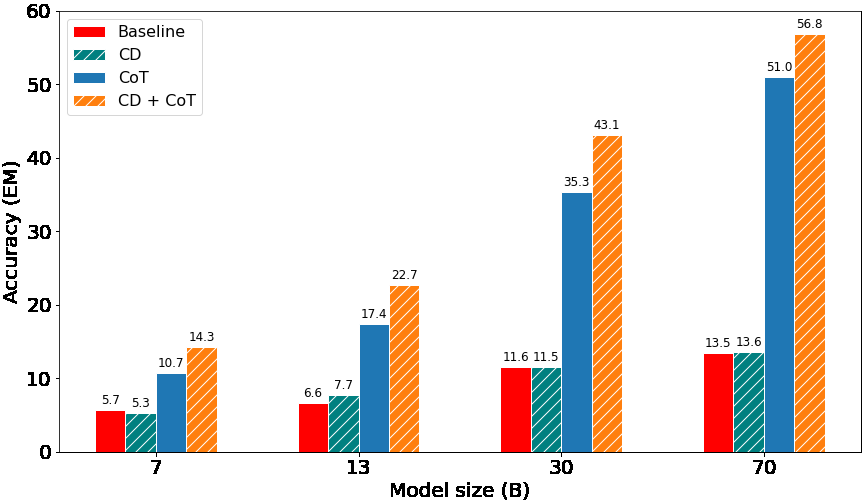 60
50
40
30
20
10
0
Accuracy (EM)
Baseline
CD
CoT
CD + CoT
5.7 5.3 10.7 14.3
6.6 7.7 17.4 22.7
11.6 11.5 35.3 43.1
13.5 13.6 51.0 56.8
7 13 30 70
Model size (B)